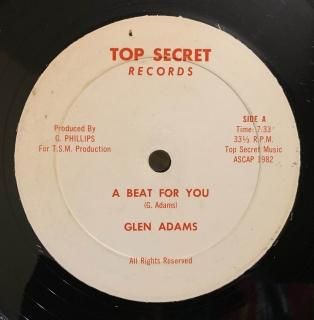 TOP SECRET
RECORDS
Produced By
G. PHILLIPS
For T.S.M. Production
SIDE A
Time: 7:33
33⅓ R.P.M.
Top Secret Music
ASCAP 1982
A BEAT FOR YOU
(G. Adams)
GLEN ADAMS
All Rights Reserved